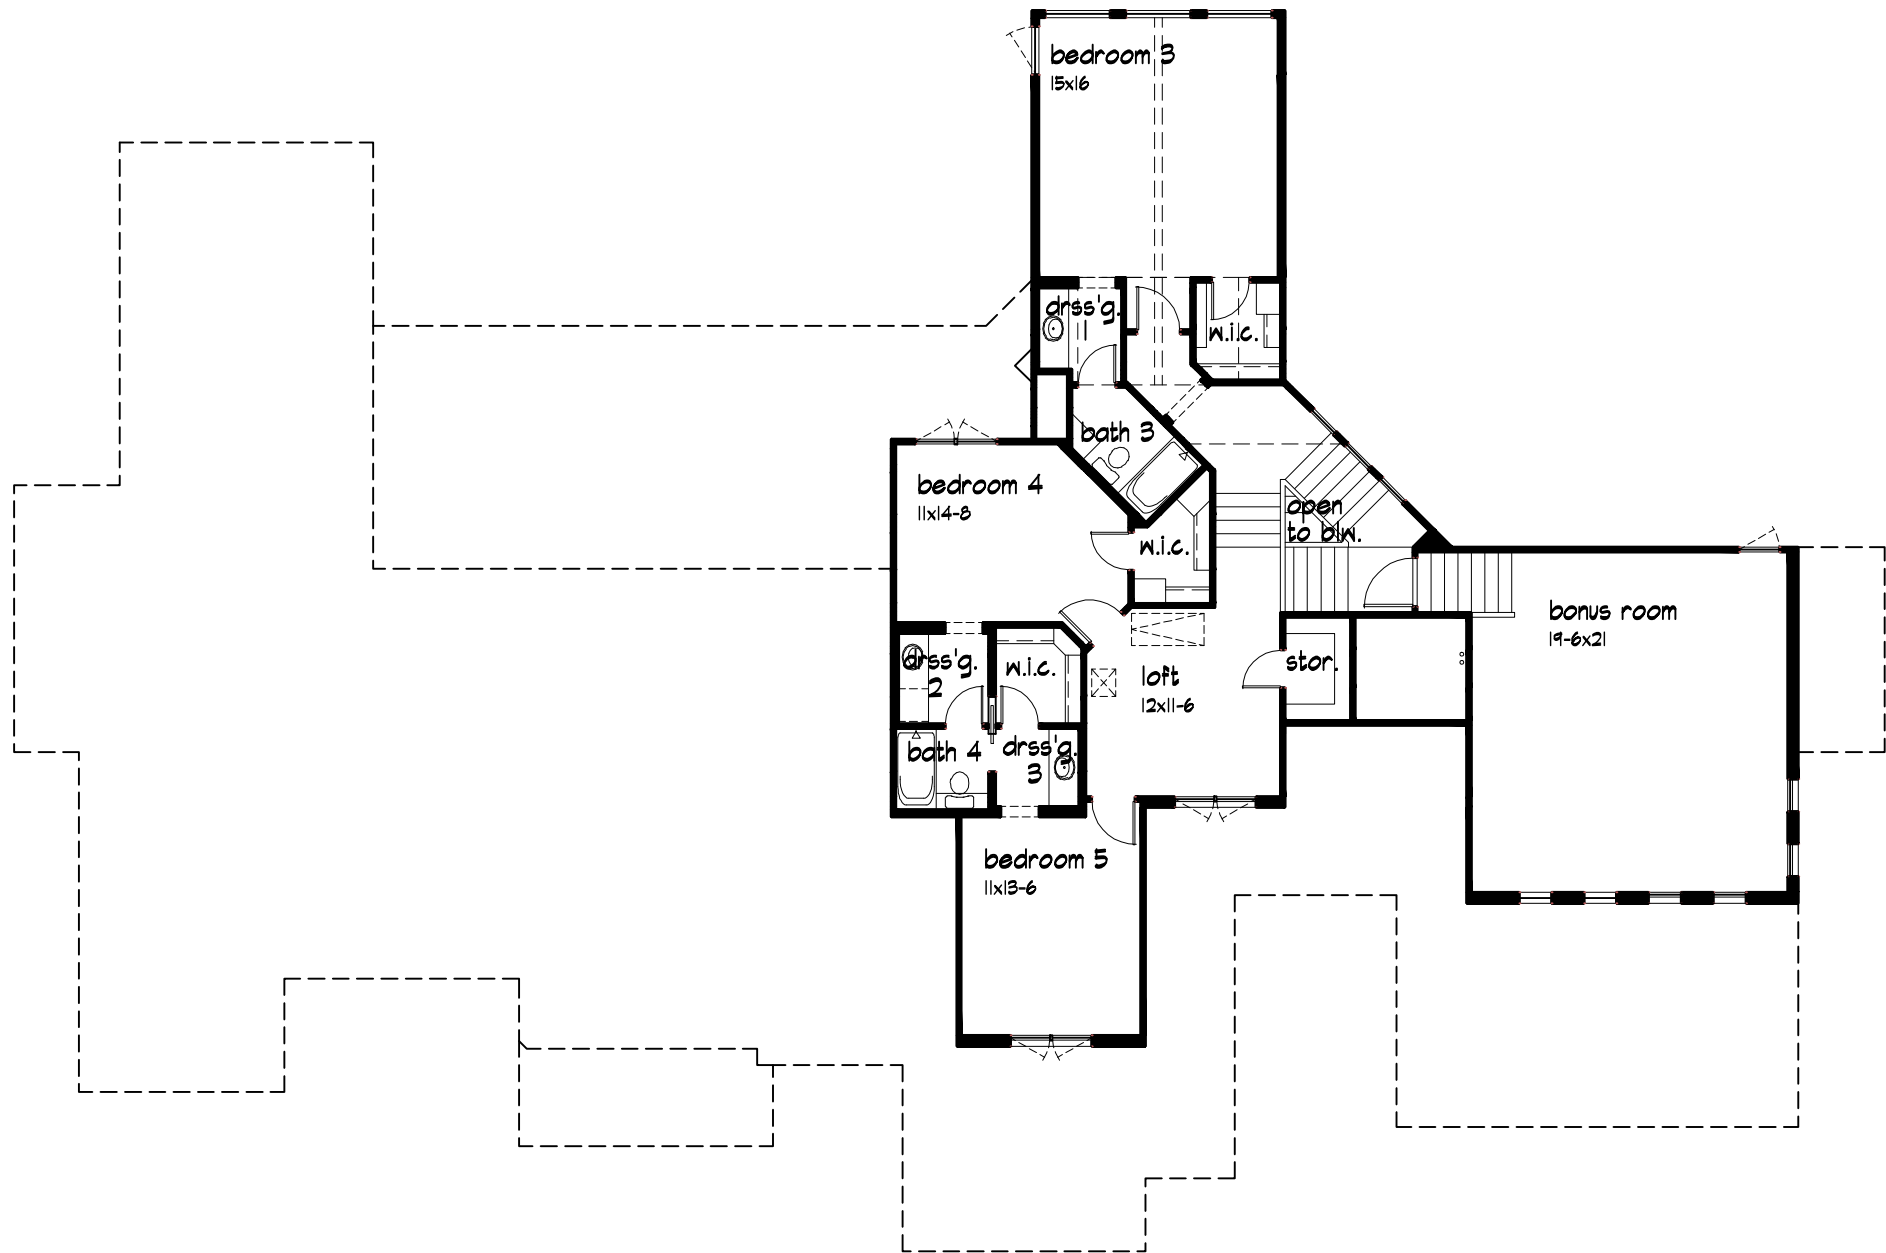 bedroom 3
15x16
drss'g.
1
w.i.c.
bath 3
bedroom 4
11x14-8
w.i.c.
open
to blw.
bonus room
19-6x21
drss'g.
2
w.i.c.
loft
12x11-6
stor.
bath 4
drss'g.
3
bedroom 5
11x13-6